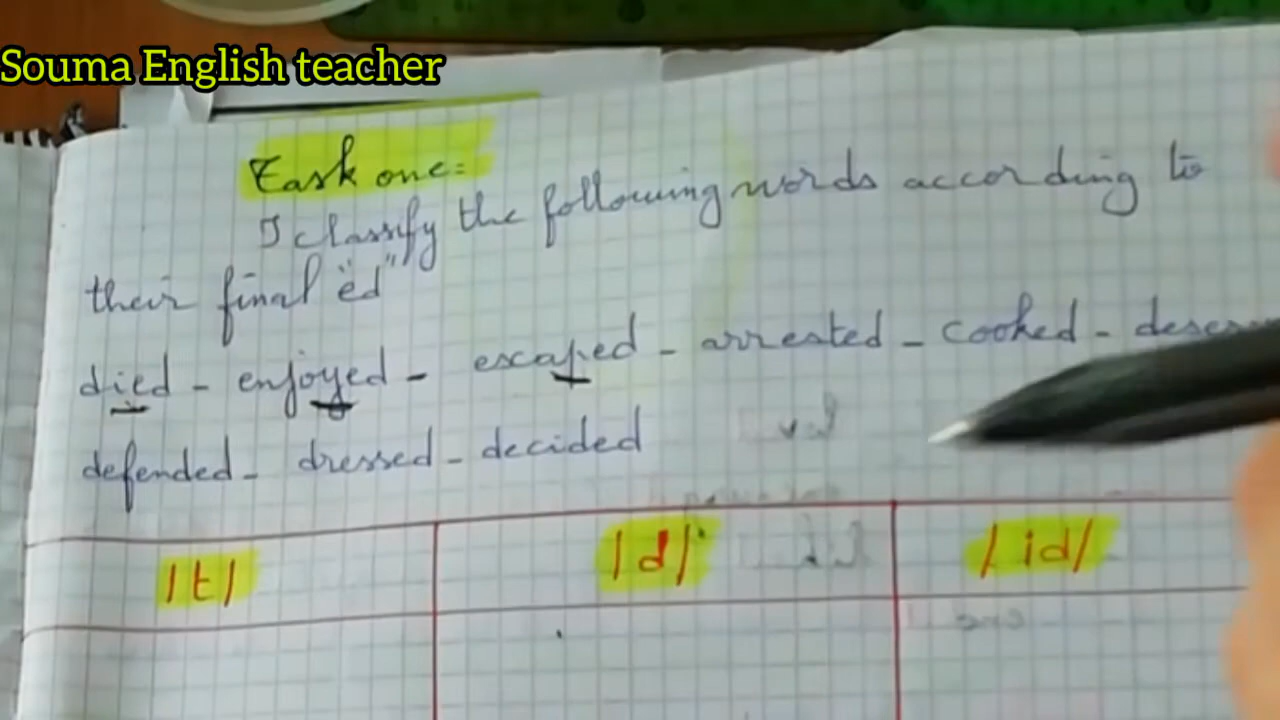 Souma English teacher
Task one:
I classify the following words according to
their final "ed"
died - enjoyed - escaped - arrested - cooked -
defended - dressed - decided
/t/ /d/ /id/